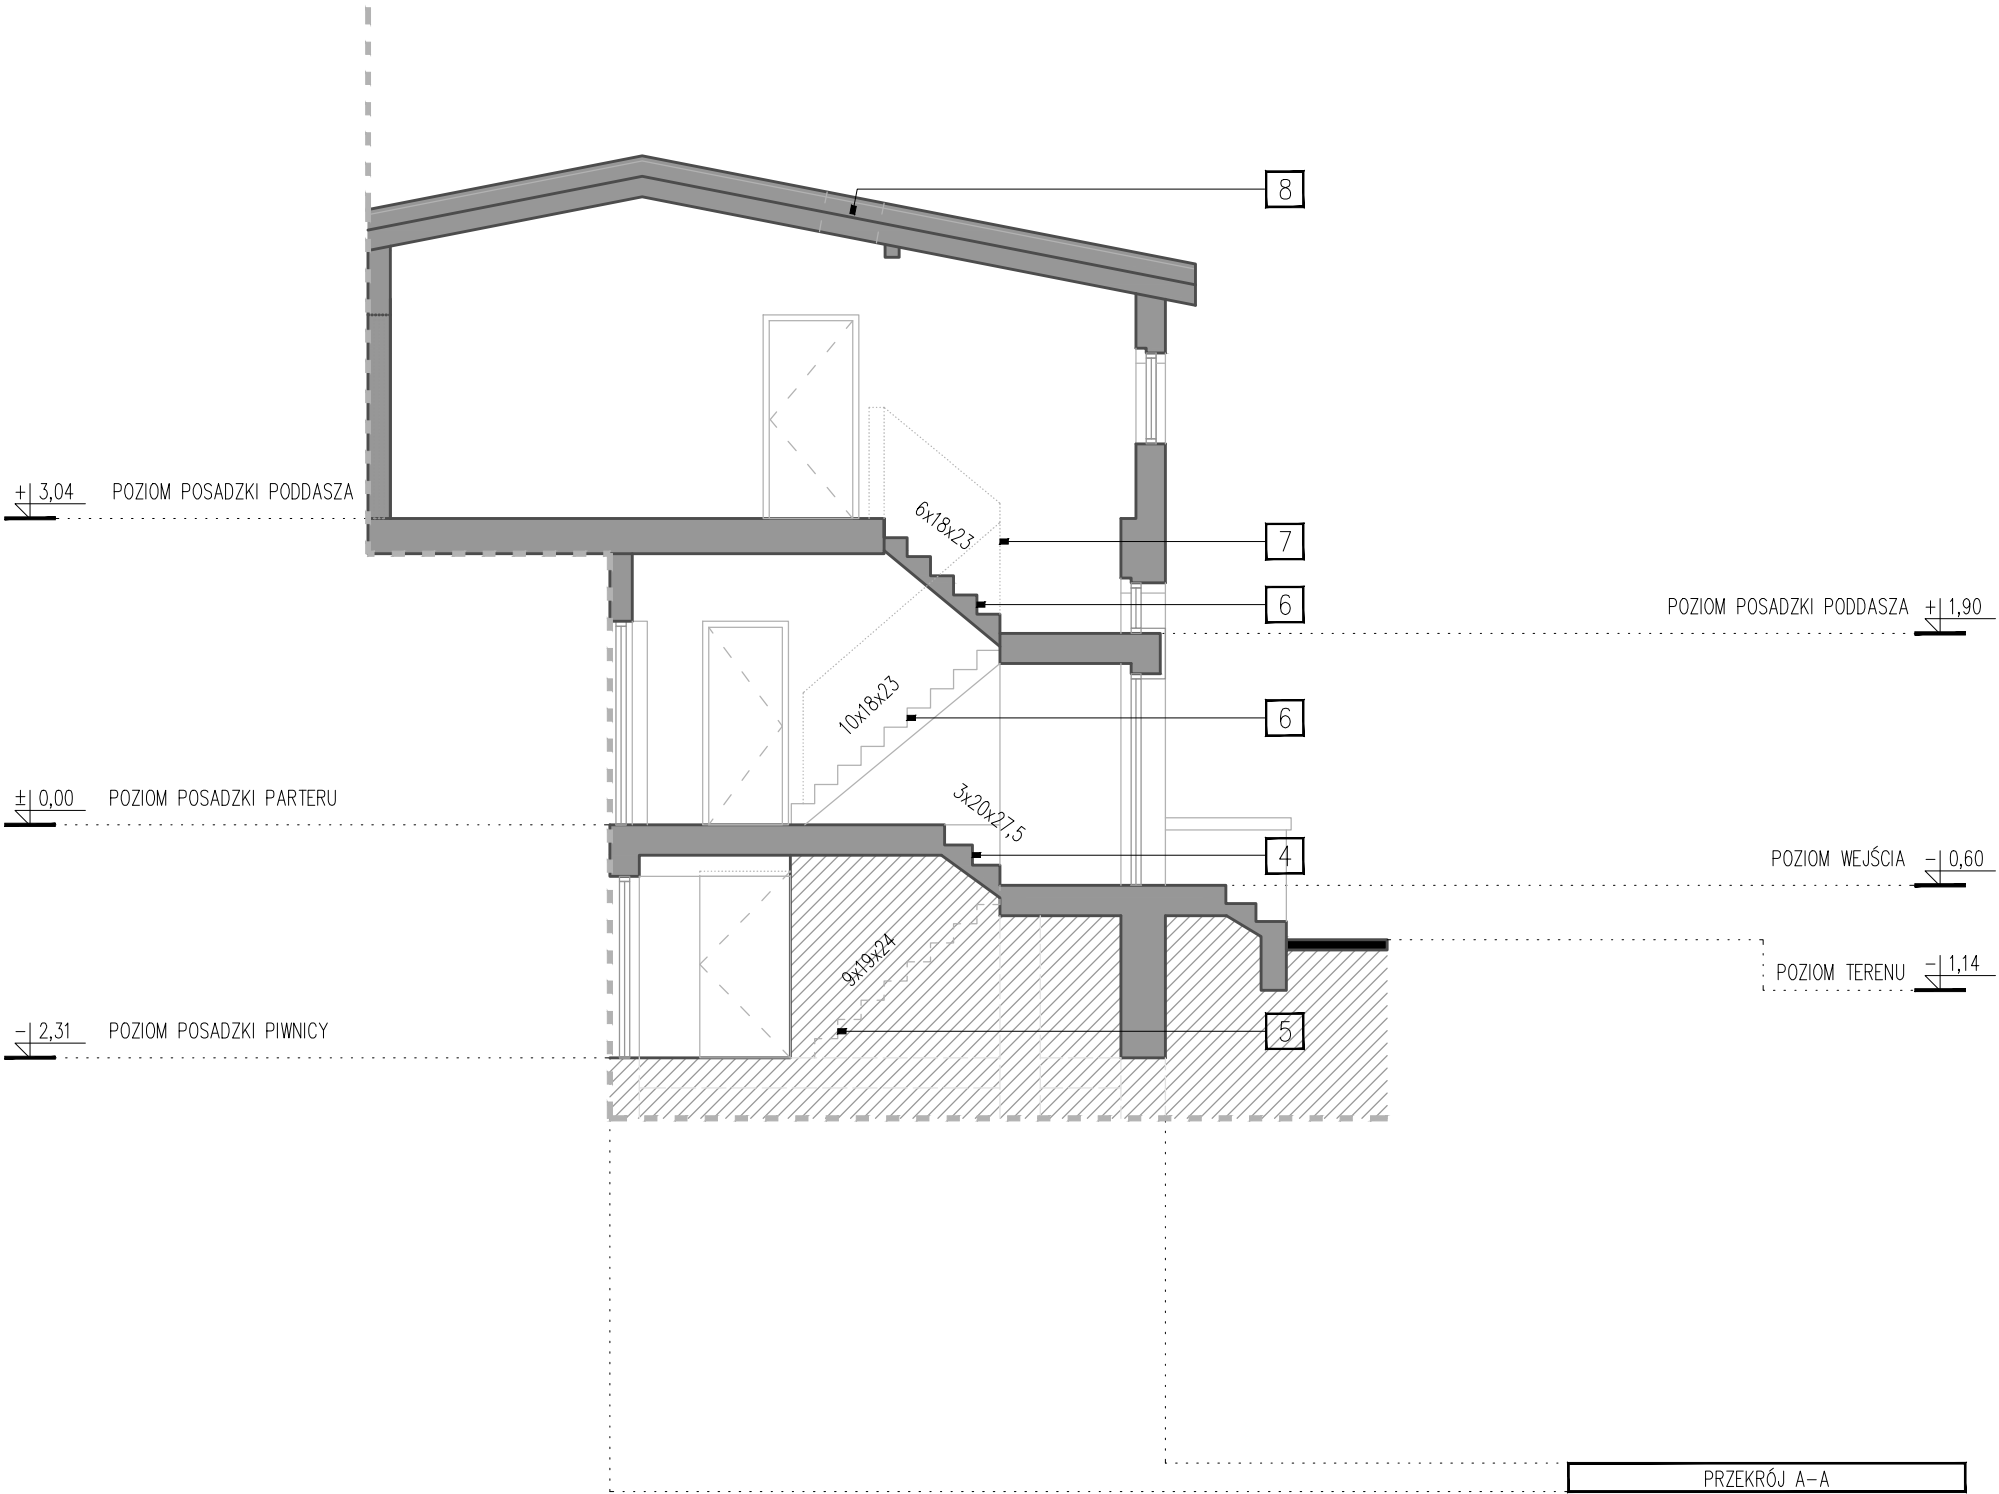 8
+ 3,04 POZIOM POSADZKI PODDASZA
6x18x23
7
6
POZIOM POSADZKI PODDASZA + 1,90
10x18x23
6
± 0,00 POZIOM POSADZKI PARTERU
3x20x27,5
4
POZIOM WEJŚCIA - 0,60
9x19x24
POZIOM TERENU - 1,14
- 2,31 POZIOM POSADZKI PIWNICY
5
PRZEKRÓJ A-A